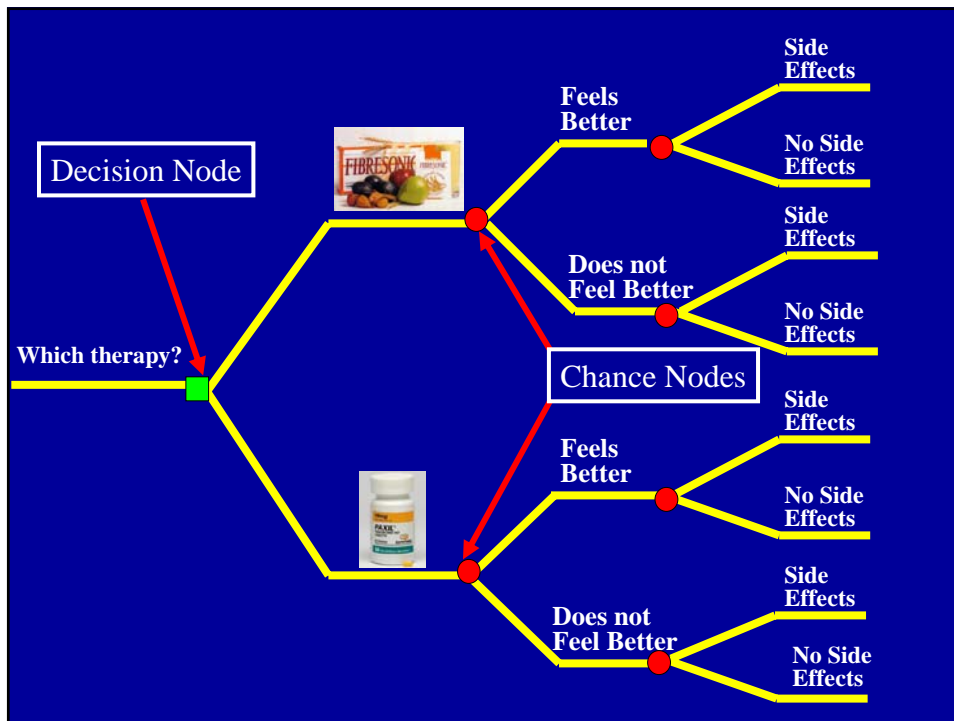 Side
Effects
Feels
Better
No Side
Effects
FIBRESONIC
FIBRESONIC
Decision Node
Side
Effects
Does not
Feel Better
No Side
Effects
Which therapy?
Chance Nodes
Side
Effects
Feels
Better
No Side
Effects
PAXIL
Side
Effects
Does not
Feel Better
No Side
Effects